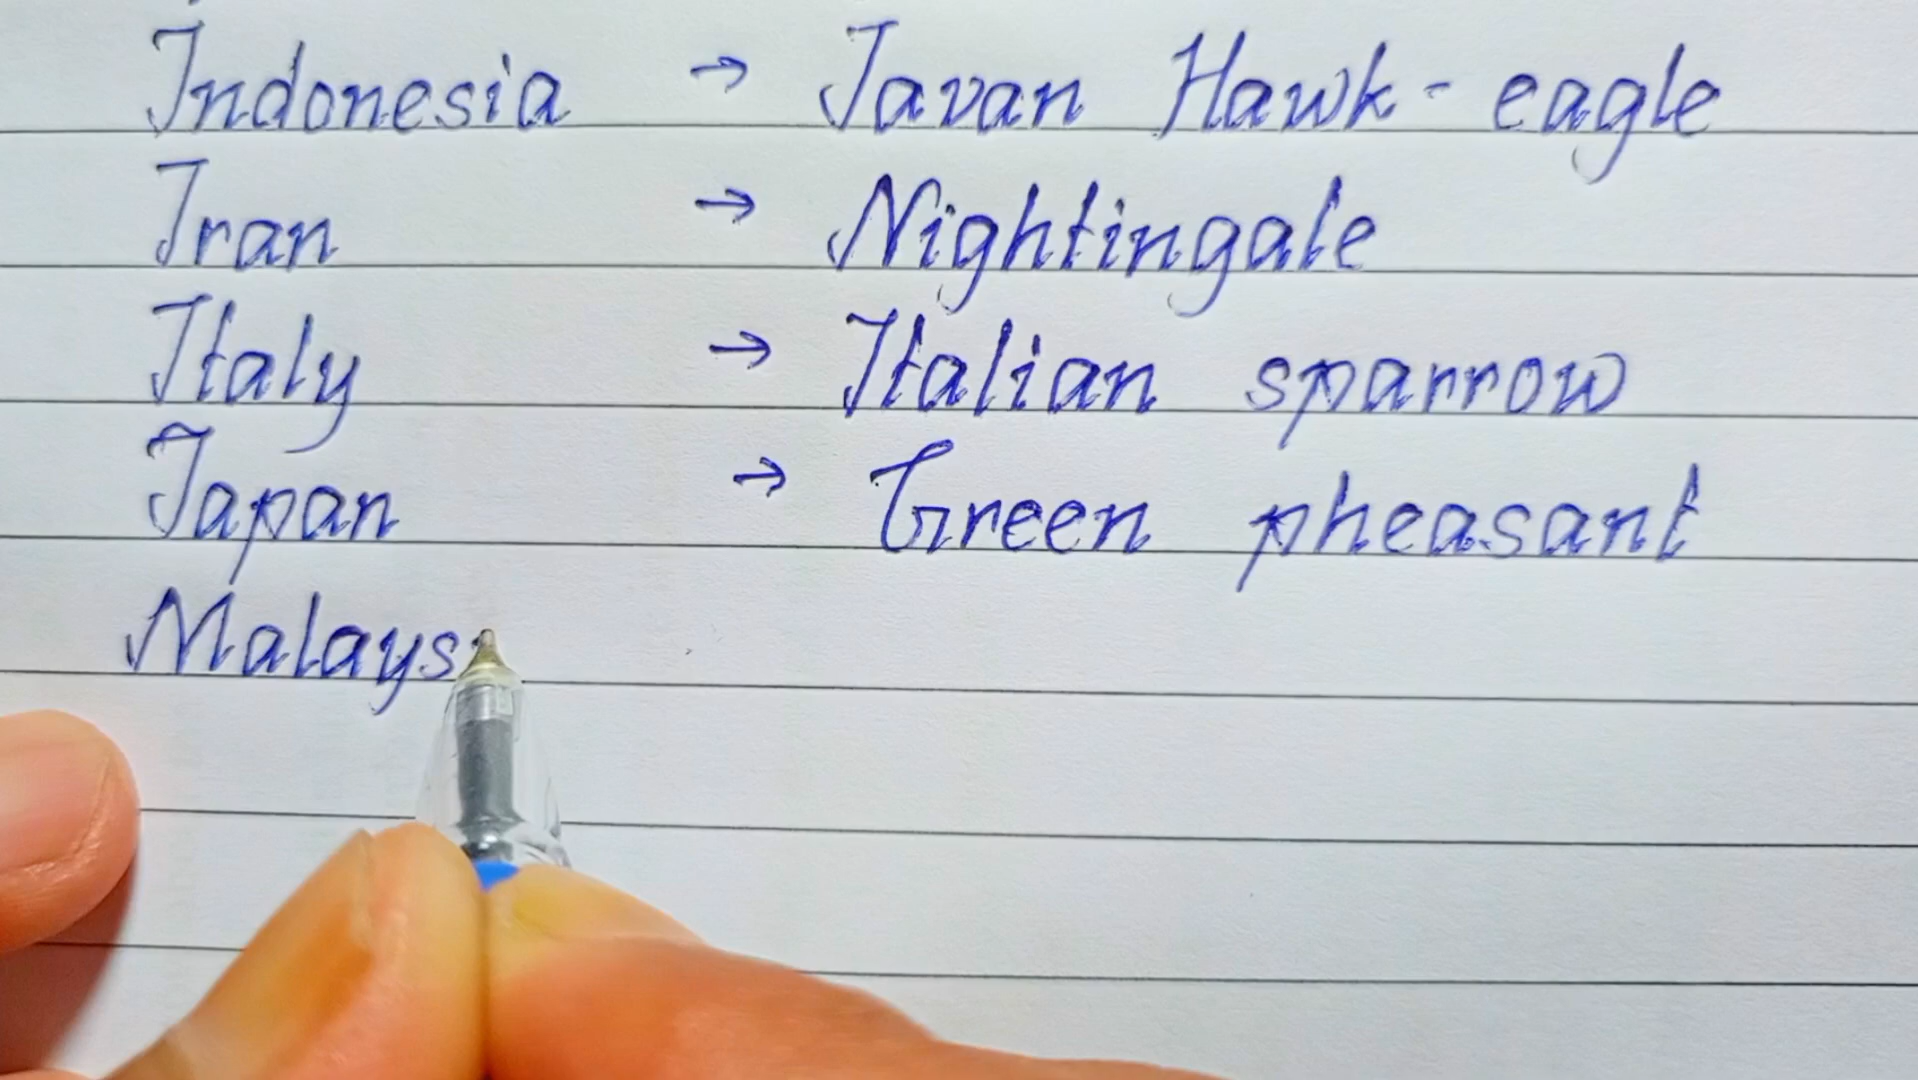 Indonesia → Javan Hawk-eagle
Iran → Nightingale
Italy → Italian sparrow
Japan → Green pheasant
Malays